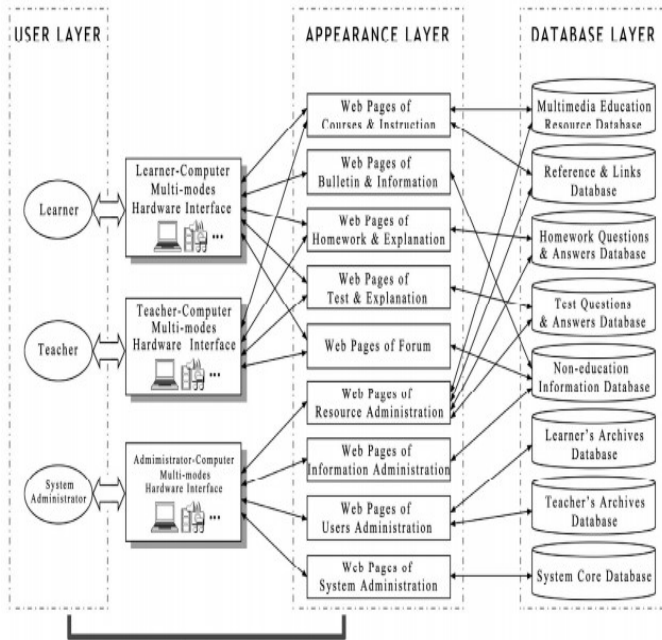 USER LAYER
APPEARANCE LAYER
DATABASE LAYER
Learner
Teacher
System
Administrator
Learner-Computer
Multi-modes
Hardware Interface
...
Teacher-Computer
Multi-modes
Hardware Interface
...
Administrator-Computer
Multi-modes
Hardware Interface
...
Web Pages of
Courses & Instruction
Web Pages of
Bulletin & Information
Web Pages of
Homework & Explanation
Web Pages of
Test & Explanation
Web Pages of Forum
Web Pages of
Resource Administration
Web Pages of
Information Administration
Web Pages of
Users Administration
Web Pages of
System Administration
Multimedia Education
Resource Database
Reference & Links
Database
Homework Questions
& Answers Database
Test Questions
& Answers Database
Non-education
Information Database
Learner's Archives
Database
Teacher's Archives
Database
System Core Database